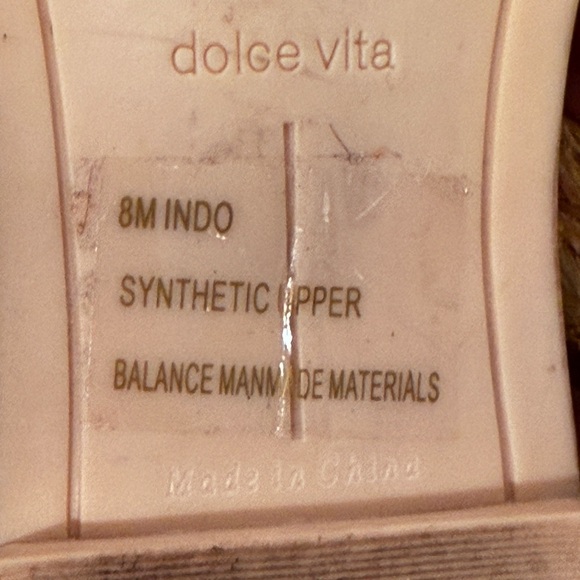 dolce vita
8M INDO
SYNTHETIC UPPER
BALANCE MANMADE MATERIALS
Made in China